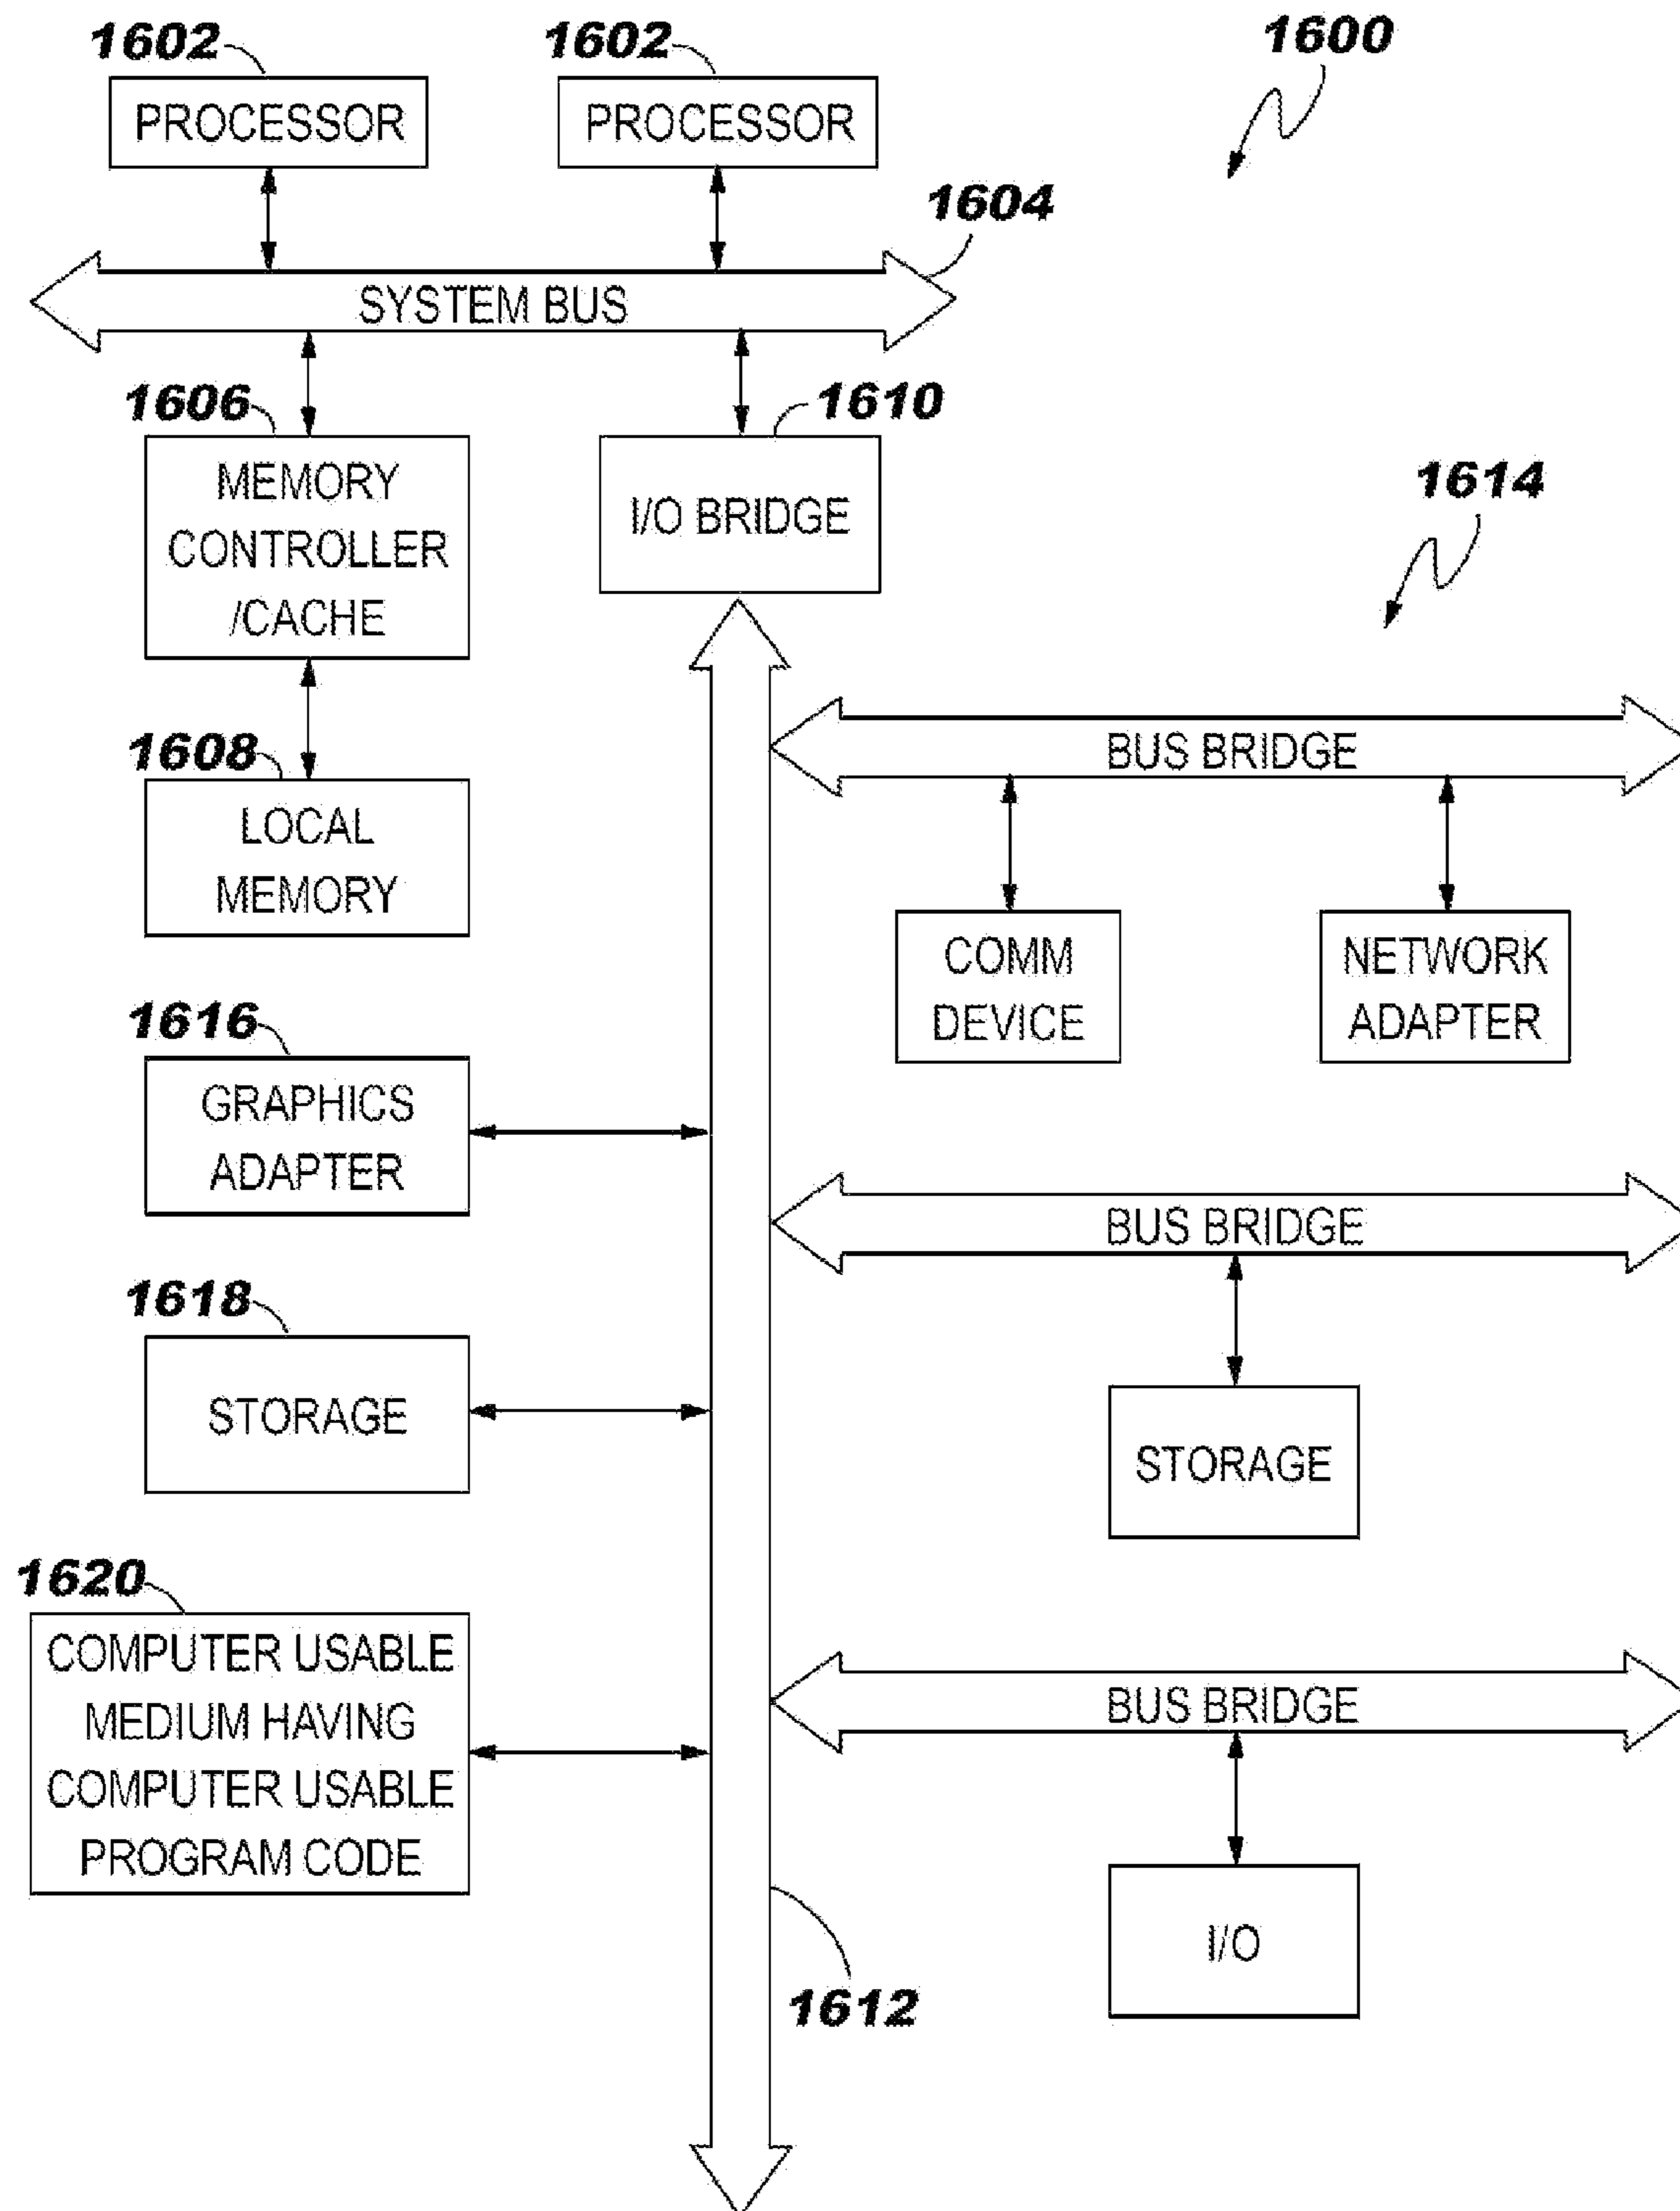 1602
1602
1600
PROCESSOR
PROCESSOR
1604
SYSTEM BUS
1606
1610
MEMORY
CONTROLLER
/CACHE
I/O BRIDGE
1614
1608
LOCAL
MEMORY
BUS BRIDGE
COMM
DEVICE
NETWORK
ADAPTER
1616
GRAPHICS
ADAPTER
BUS BRIDGE
1618
STORAGE
STORAGE
1620
COMPUTER USABLE
MEDIUM HAVING
COMPUTER USABLE
PROGRAM CODE
BUS BRIDGE
I/O
1612